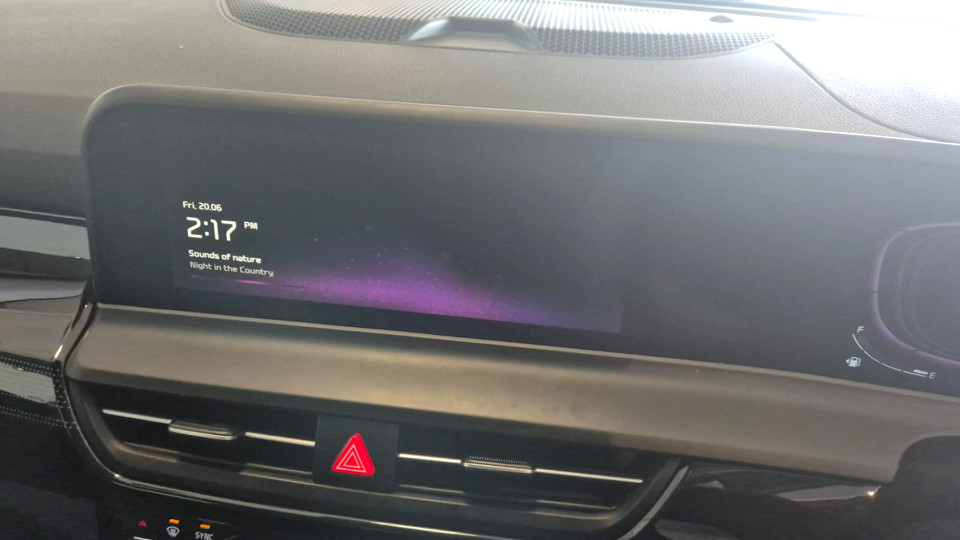 Fri, 20.06
2:17 PM
Sounds of nature
Night in the Country
F
E
SYNC